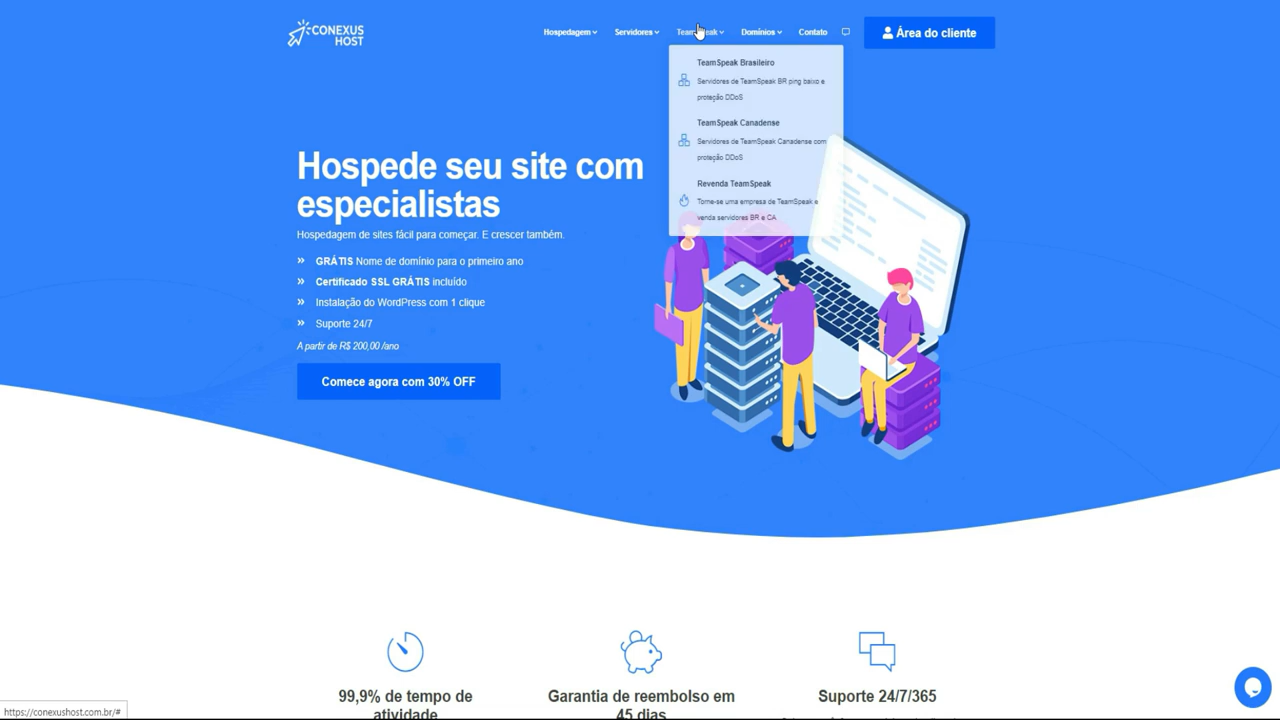 CONEXUS
HOST
Hospedagem
Servidores
TeamSpeak
Domínios
Contato
Área do cliente
TeamSpeak Brasileiro
Servidores de TeamSpeak BR ping baixo e
proteção DDoS
TeamSpeak Canadense
Servidores de TeamSpeak Canadense com
proteção DDoS
Revenda TeamSpeak
Torne-se uma empresa de TeamSpeak e
venda servidores BR e CA
Hospede seu site com
especialistas
Hospedagem de sites fácil para começar. E crescer também.
GRÁTIS Nome de domínio para o primeiro ano
Certificado SSL GRÁTIS incluído
Instalação do WordPress com 1 clique
Suporte 24/7
A partir de R$ 200,00 /ano
Comece agora com 30% OFF
99,9% de tempo de
atividade
Garantia de reembolso em
45 dias
Suporte 24/7/365
https://conexushost.com.br/#